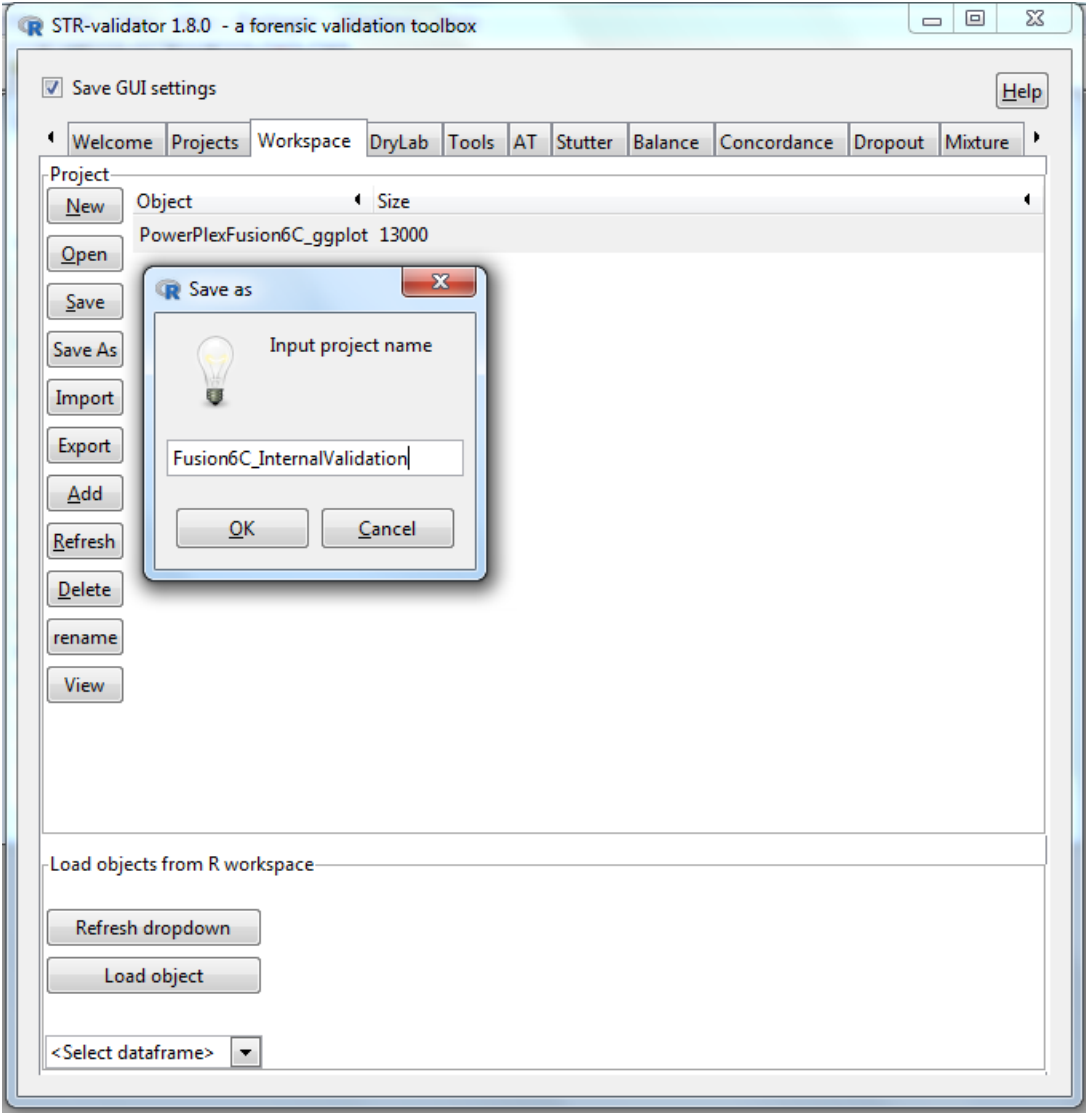 STR-validator 1.8.0 - a forensic validation toolbox
Save GUI settings
Help
Welcome Projects Workspace DryLab Tools AT Stutter Balance Concordance Dropout Mixture
Project
New
Object Size
PowerPlexFusion6C_ggplot 13000
Open
Save
Save As
Import
Export
Add
Refresh
Delete
rename
View
Save as
Input project name
Fusion6C_InternalValidation
OK Cancel
Load objects from R workspace
Refresh dropdown
Load object
<Select dataframe>